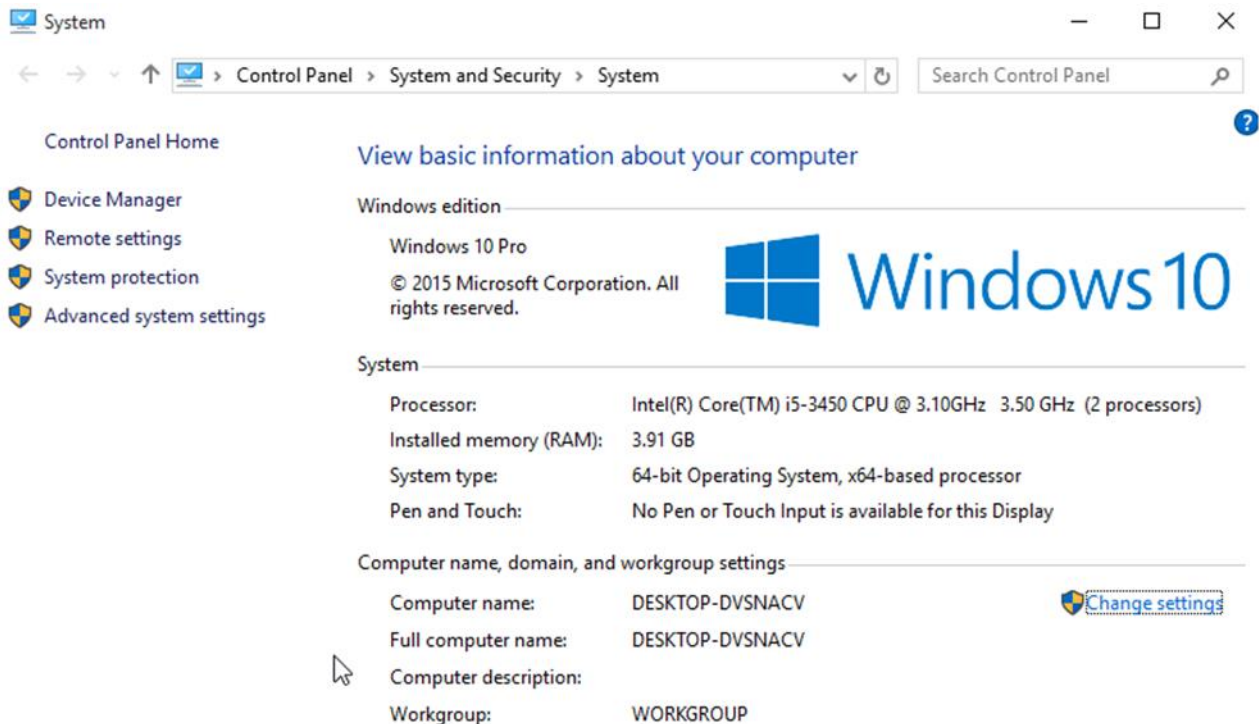 System
Control Panel > System and Security > System
Search Control Panel
Control Panel Home
Device Manager
Remote settings
System protection
Advanced system settings
?
View basic information about your computer
Windows edition
Windows 10 Pro
© 2015 Microsoft Corporation. All
rights reserved.
Windows 10
System
Processor: Intel(R) Core(TM) i5-3450 CPU @ 3.10GHz 3.50 GHz (2 processors)
Installed memory (RAM): 3.91 GB
System type: 64-bit Operating System, x64-based processor
Pen and Touch: No Pen or Touch Input is available for this Display
Computer name, domain, and workgroup settings
Computer name: DESKTOP-DVSNACV Change settings
Full computer name: DESKTOP-DVSNACV
Computer description:
Workgroup: WORKGROUP